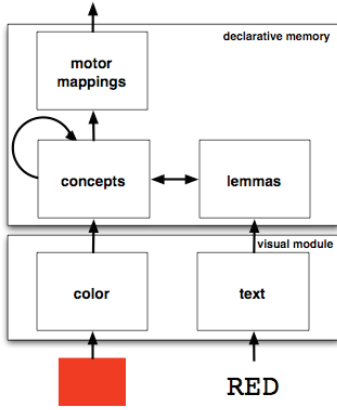 declarative memory
motor
mappings
concepts
lemmas
visual module
color
text
RED